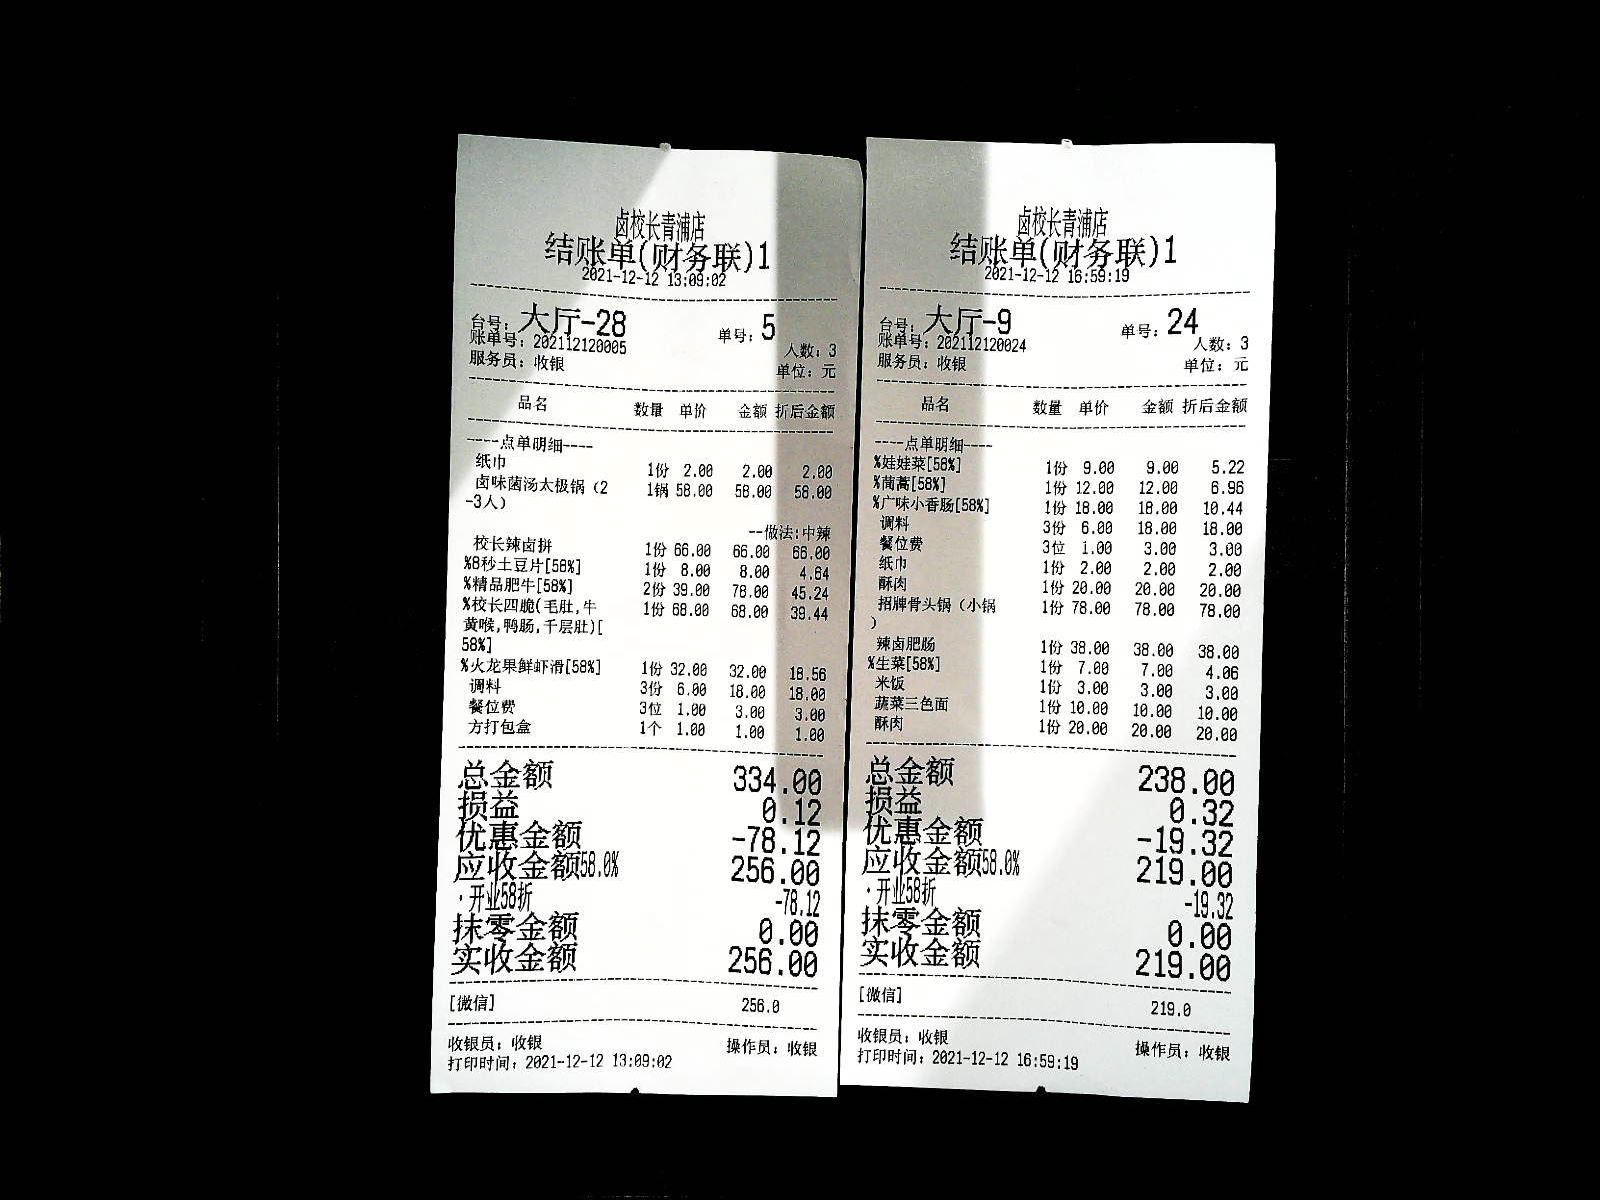 卤校长青浦店
结账单(财务联)1
2021-12-12 13:09:02
台号: 大厅-28 单号: 5
账单号: 202112120005 人数: 3
服务员: 收银 单位: 元
品名 数量 单价 金额 折后金额
----点单明细----
纸巾 1份 2.00 2.00 2.00
卤味菌汤太极锅 (2 1锅 58.00 58.00 58.00
-3人)
--做法:中辣
校长辣卤拼 1份 66.00 66.00 66.00
%8秒土豆片[58%] 1份 8.00 8.00 4.64
%精品肥牛[58%] 2份 39.00 78.00 45.24
%校长四脆(毛肚,牛 1份 68.00 68.00 39.44
黄喉,鸭肠,千层肚)[
58%]
%火龙果鲜虾滑[58%] 1份 32.00 32.00 18.56
调料 3份 6.00 18.00 18.00
餐位费 3位 1.00 3.00 3.00
方打包盒 1个 1.00 1.00 1.00
总金额 334.00
损益 0.12
优惠金额 -78.12
应收金额58.0% 256.00
·开业58折 -78.12
抹零金额 0.00
实收金额 256.00
[微信] 256.0
收银员: 收银 操作员: 收银
打印时间: 2021-12-12 13:09:02
卤校长青浦店
结账单(财务联)1
2021-12-12 16:59:19
台号: 大厅-9 单号: 24
账单号: 202112120024 人数: 3
服务员: 收银 单位: 元
品名 数量 单价 金额 折后金额
----点单明细----
%娃娃菜[58%] 1份 9.00 9.00 5.22
%茼蒿[58%] 1份 12.00 12.00 6.96
%广味小香肠[58%] 1份 18.00 18.00 10.44
调料 3份 6.00 18.00 18.00
餐位费 3位 1.00 3.00 3.00
纸巾 1份 2.00 2.00 2.00
酥肉 1份 20.00 20.00 20.00
招牌骨头锅 (小锅 1份 78.00 78.00 78.00
)
辣卤肥肠 1份 38.00 38.00 38.00
%生菜[58%] 1份 7.00 7.00 4.06
米饭 1份 3.00 3.00 3.00
蔬菜三色面 1份 10.00 10.00 10.00
酥肉 1份 20.00 20.00 20.00
总金额 238.00
损益 0.32
优惠金额 -19.32
应收金额58.0% 219.00
·开业58折 -19.32
抹零金额 0.00
实收金额 219.00
[微信] 219.0
收银员: 收银 操作员: 收银
打印时间: 2021-12-12 16:59:19